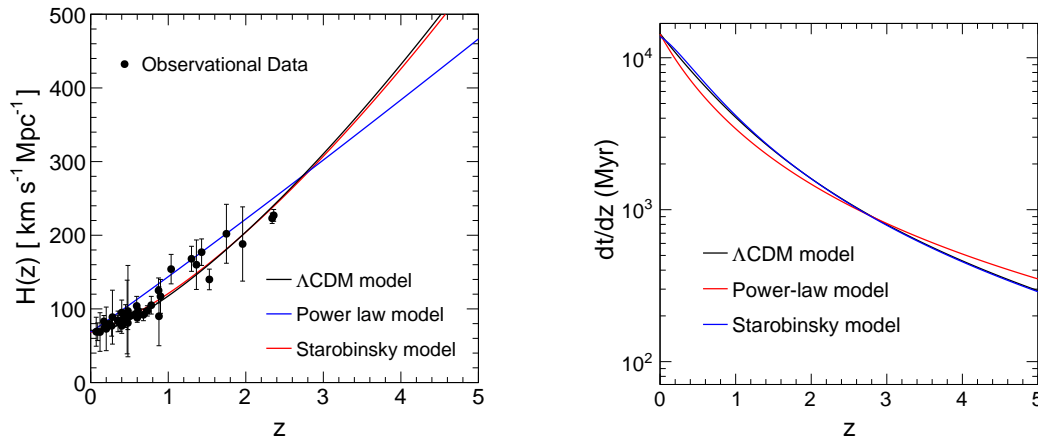 500
400
300
200
100
0
H(z) [ km s⁻¹ Mpc⁻¹]
Observational Data
ΛCDM model
Power law model
Starobinsky model
0 1 2 3 4 5
z
10⁴
10³
10²
dt/dz (Myr)
ΛCDM model
Power-law model
Starobinsky model
0 1 2 3 4 5
z